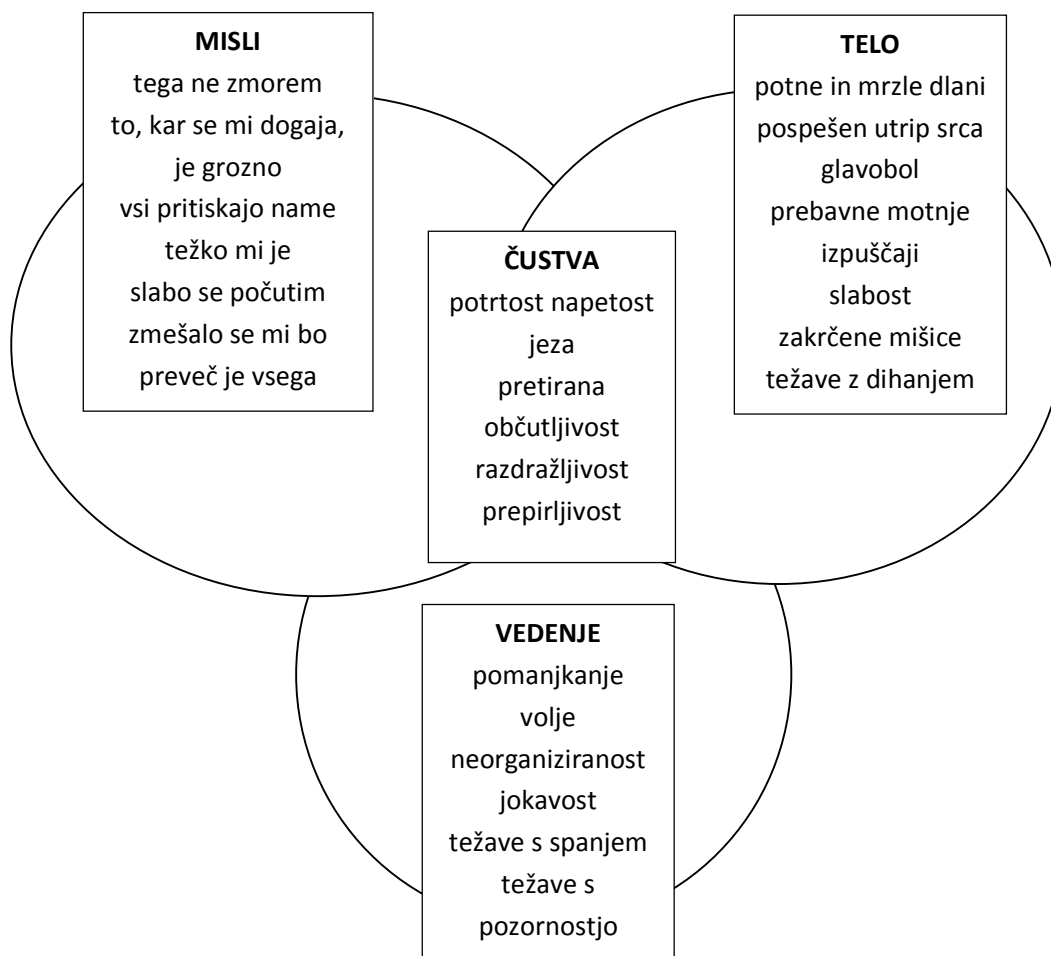 MISLI
tega ne zmorem
to, kar se mi dogaja,
je grozno
vsi pritiskajo name
težko mi je
slabo se počutim
zmešalo se mi bo
preveč je vsega
TELO
potne in mrzle dlani
pospešen utrip srca
glavobol
prebavne motnje
izpuščaji
slabost
zakrčene mišice
težave z dihanjem
ČUSTVA
potrtost napetost
jeza
pretirana
občutljivost
razdražljivost
prepirljivost
VEDENJE
pomanjkanje
volje
neorganiziranost
jokavost
težave s spanjem
težave s
pozornostjo